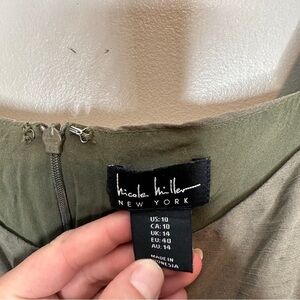 nicole miller
NEW YORK
US: 10
CA: 10
UK: 14
EU: 40
AU: 14
MADE IN